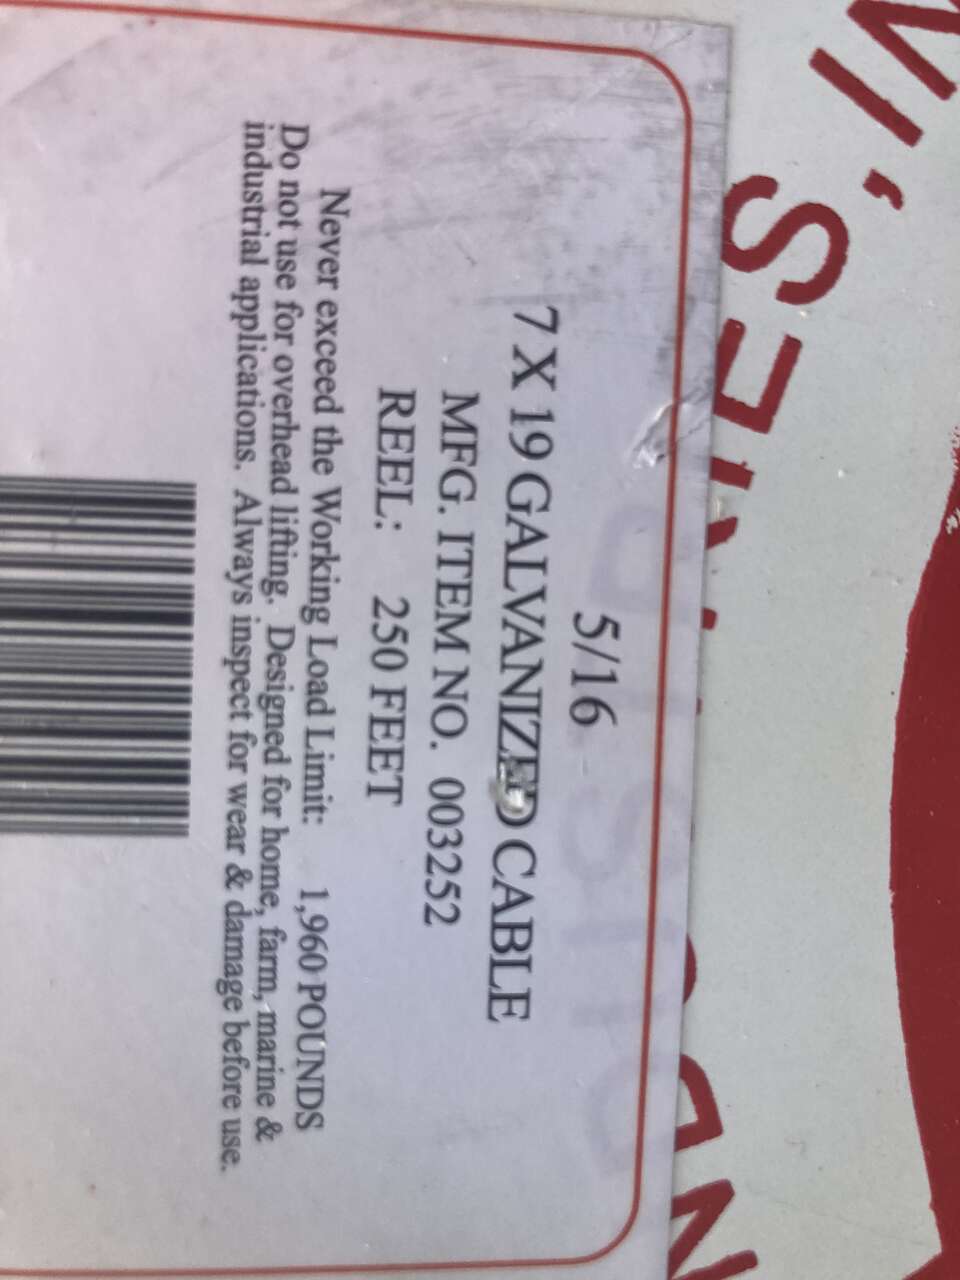 5/16
7 X 19 GALVANIZED CABLE
MFG. ITEM NO. 003252
REEL: 250 FEET
Never exceed the Working Load Limit: 1,960 POUNDS
Do not use for overhead lifting. Designed for home, farm, marine &
industrial applications. Always inspect for wear & damage before use.